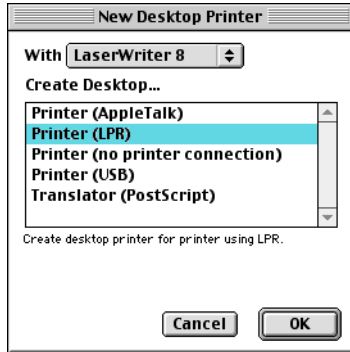 New Desktop Printer
With LaserWriter 8
Create Desktop...
Printer (AppleTalk)
Printer (LPR)
Printer (no printer connection)
Printer (USB)
Translator (PostScript)
Create desktop printer for printer using LPR.
Cancel OK